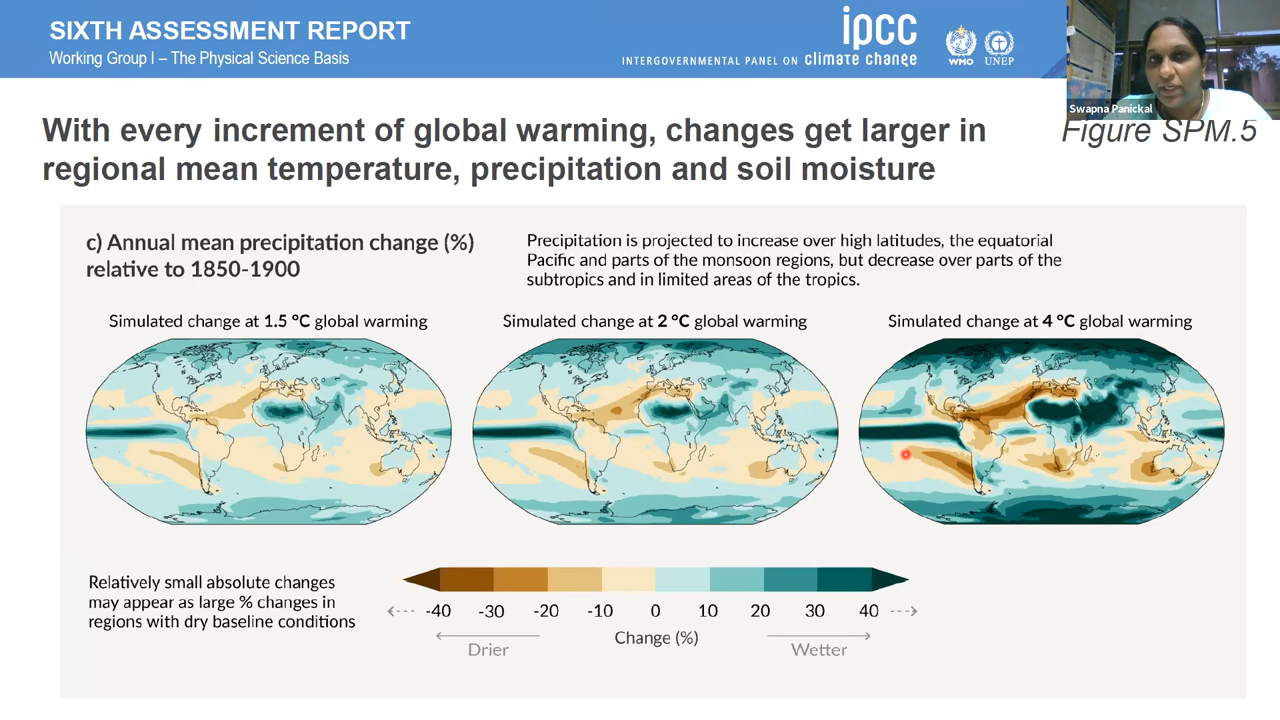 SIXTH ASSESSMENT REPORT
Working Group I – The Physical Science Basis
INTERGOVERNMENTAL PANEL ON climate change
ipcc
WMO
UNEP
Swapna Panickal
With every increment of global warming, changes get larger in
regional mean temperature, precipitation and soil moisture
Figure SPM.5
c) Annual mean precipitation change (%)
relative to 1850-1900
Precipitation is projected to increase over high latitudes, the equatorial
Pacific and parts of the monsoon regions, but decrease over parts of the
subtropics and in limited areas of the tropics.
Simulated change at 1.5 °C global warming
Simulated change at 2 °C global warming
Simulated change at 4 °C global warming
Relatively small absolute changes
may appear as large % changes in
regions with dry baseline conditions
-40 -30 -20 -10 0 10 20 30 40
Change (%)
Drier
Wetter